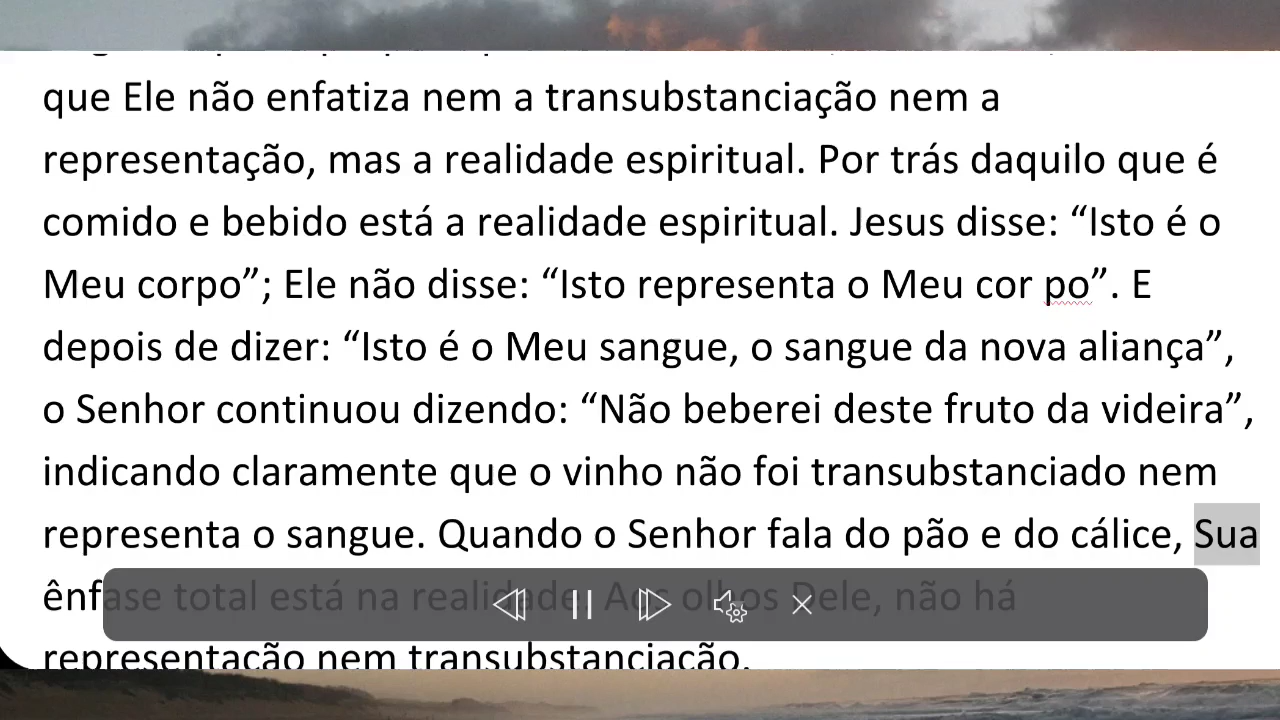 que Ele não enfatiza nem a transubstanciação nem a
representação, mas a realidade espiritual. Por trás daquilo que é
comido e bebido está a realidade espiritual. Jesus disse: “Isto é o
Meu corpo”; Ele não disse: “Isto representa o Meu cor po”. E
depois de dizer: “Isto é o Meu sangue, o sangue da nova aliança”,
o Senhor continuou dizendo: “Não beberei deste fruto da videira”,
indicando claramente que o vinho não foi transubstanciado nem
representa o sangue. Quando o Senhor fala do pão e do cálice, Sua
ênfase total está na realidade. Aos olhos Dele, não há
representação nem transubstanciação.